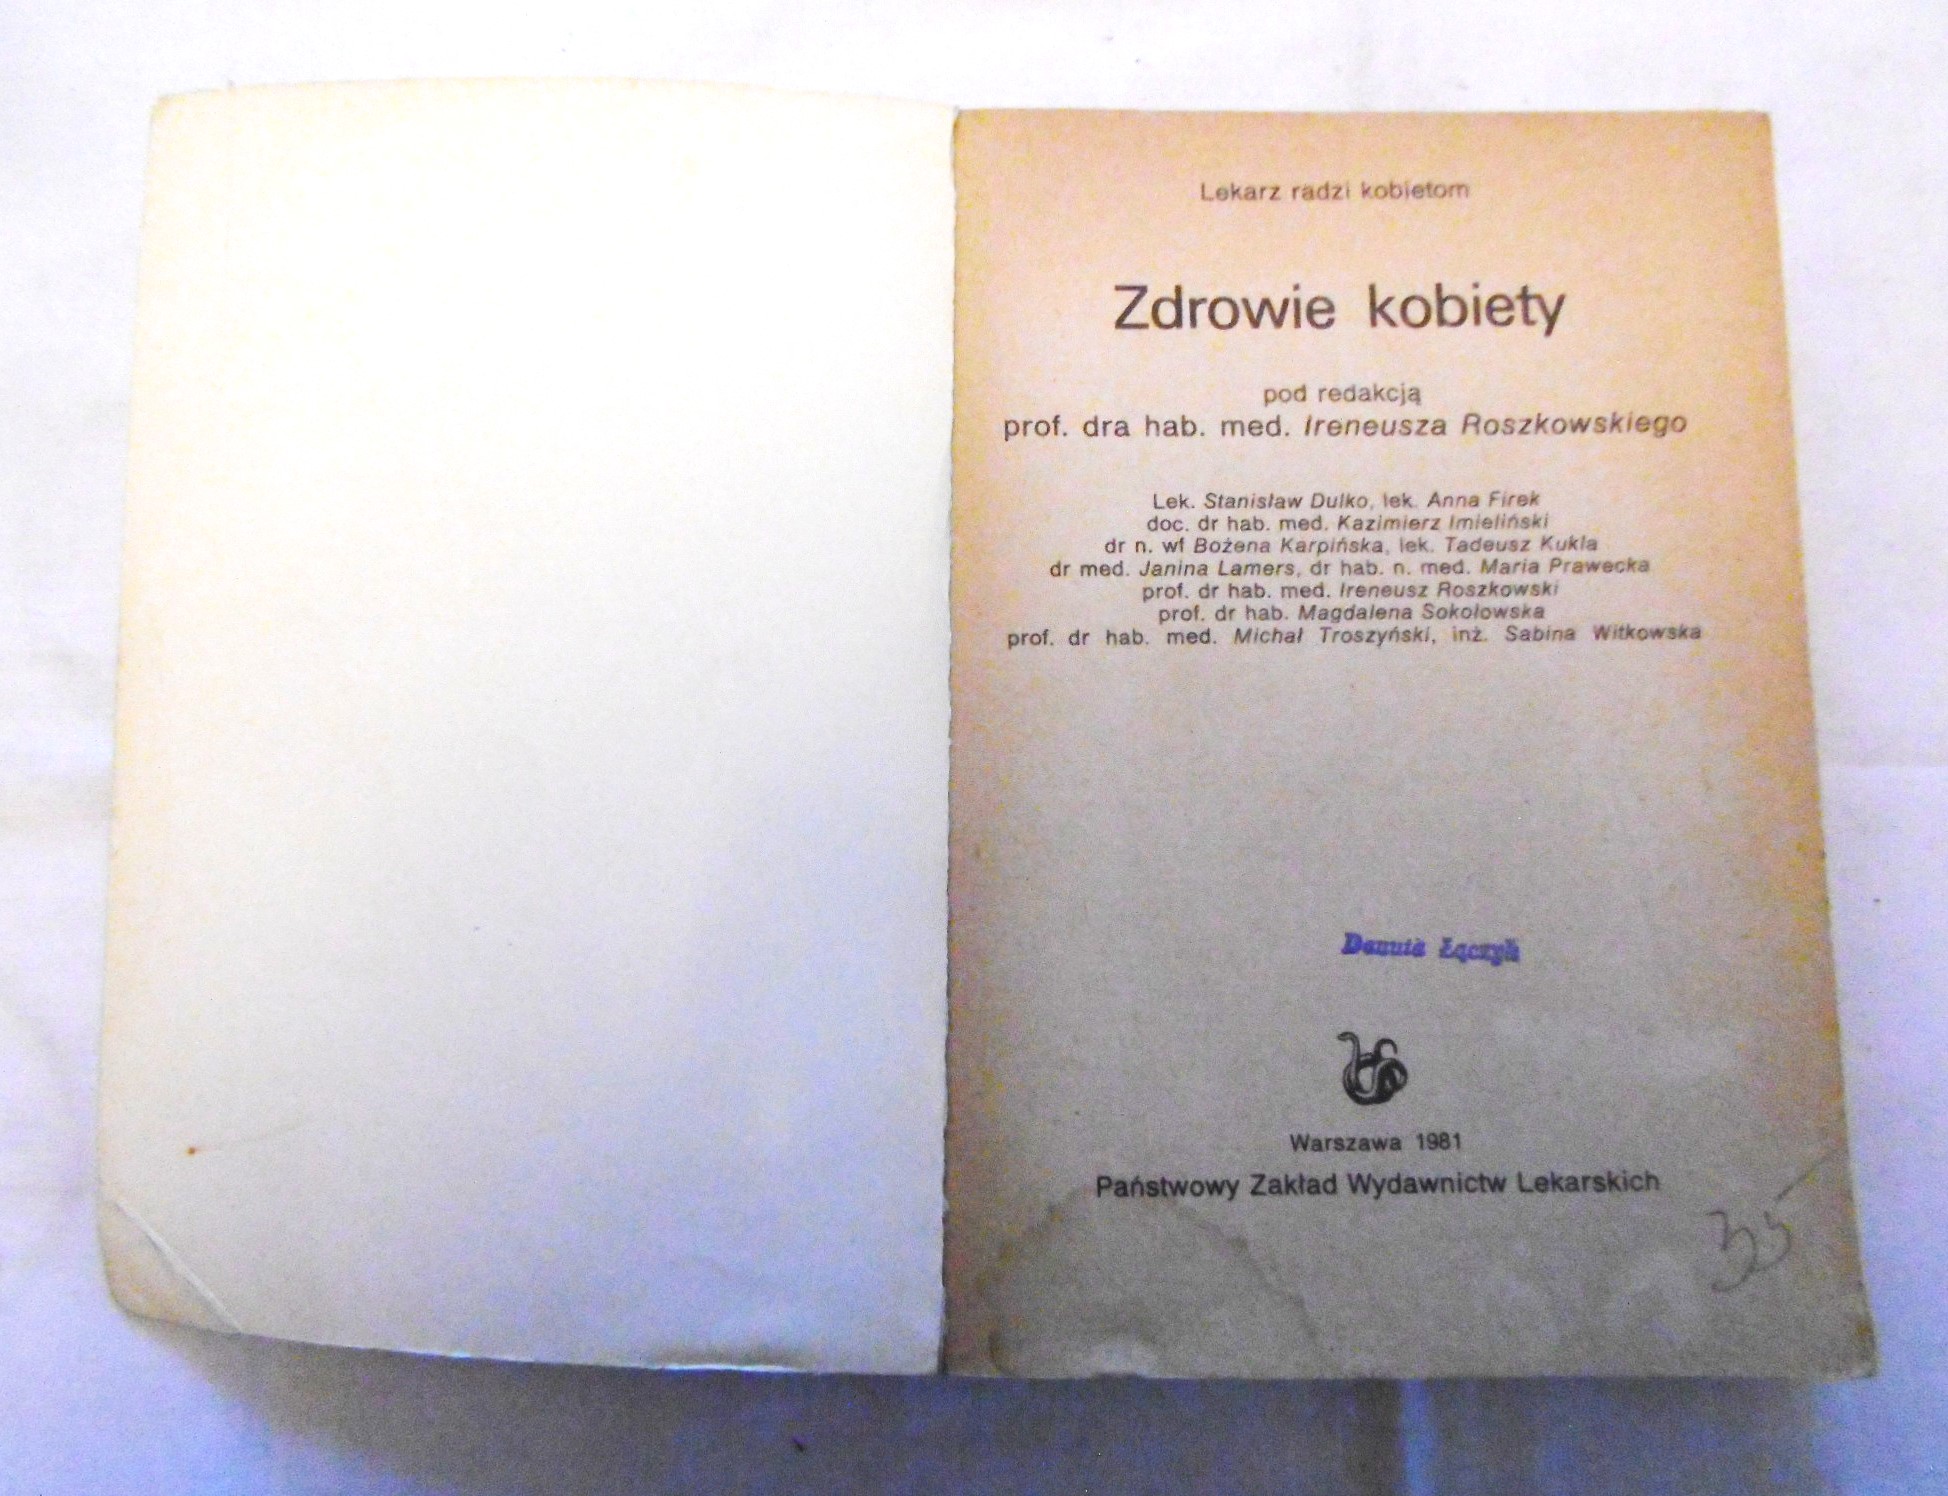 Lekarz radzi kobietom
Zdrowie kobiety
pod redakcją
prof. dra hab. med. Ireneusza Roszkowskiego
Lek. Stanisław Dulko, lek. Anna Firek
doc. dr hab. med. Kazimierz Imieliński
dr n. wf Bożena Karpińska, lek. Tadeusz Kukla
dr med. Janina Lamers, dr hab. n. med. Maria Prawecka
prof. dr hab. med. Ireneusz Roszkowski
prof. dr hab. Magdalena Sokołowska
prof. dr hab. med. Michał Troszyński, inż. Sabina Witkowska
Warszawa 1981
Państwowy Zakład Wydawnictw Lekarskich